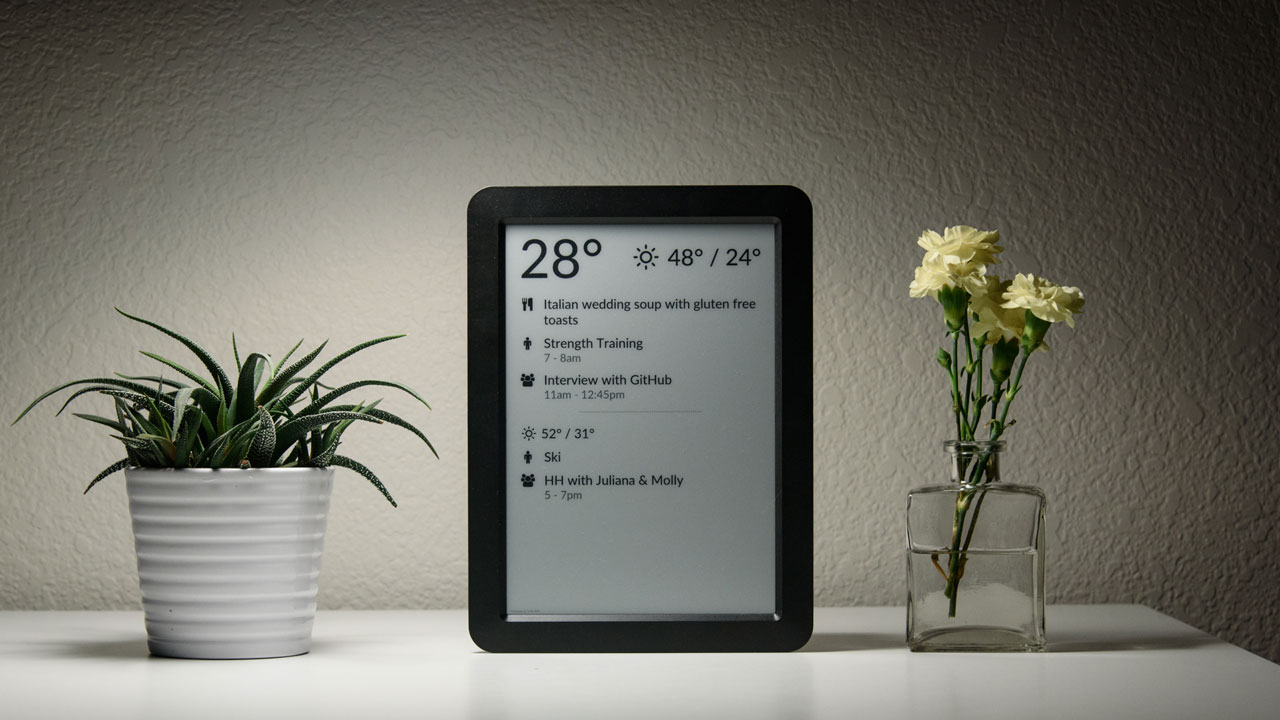 28° 48° / 24°
Italian wedding soup with gluten free
toasts
Strength Training
7 - 8am
Interview with GitHub
11am - 12:45pm
52° / 31°
Ski
HH with Juliana & Molly
5 - 7pm